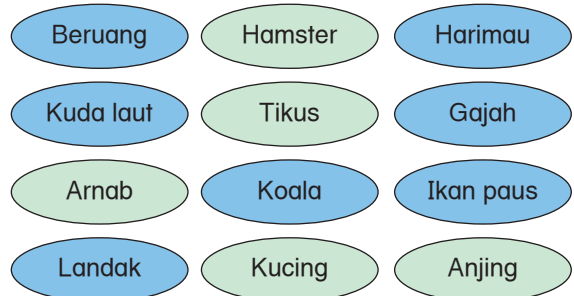 Beruang Hamster Harimau
Kuda laut Tikus Gajah
Arnab Koala Ikan paus
Landak Kucing Anjing